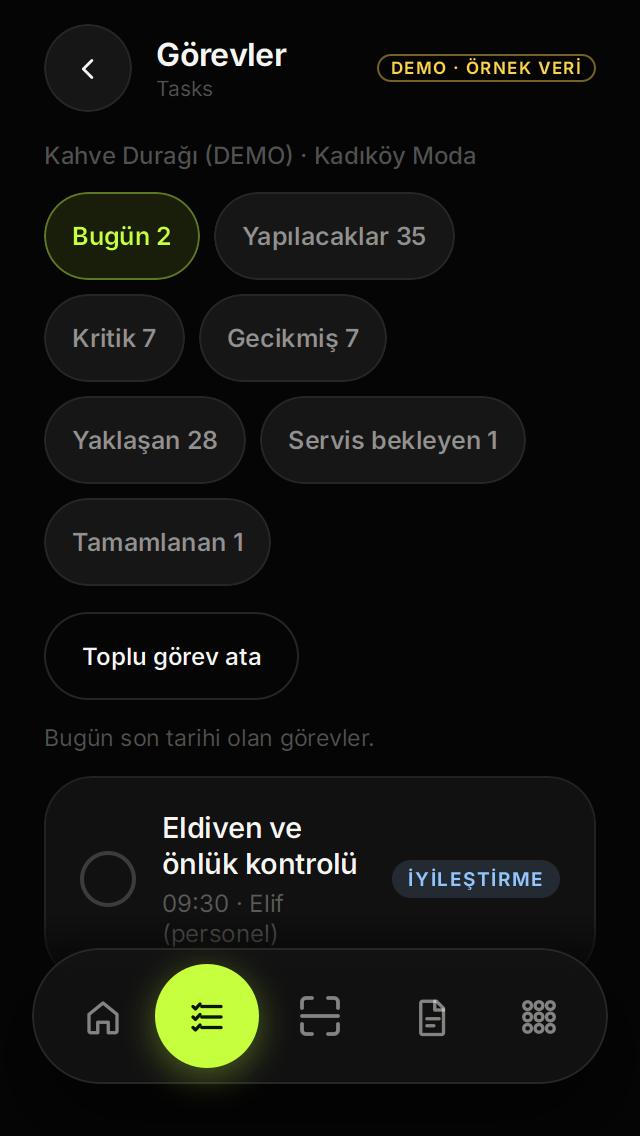 Görevler
Tasks
DEMO · ÖRNEK VERİ
Kahve Durağı (DEMO) · Kadıköy Moda
Bugün 2
Yapılacaklar 35
Kritik 7
Gecikmiş 7
Yaklaşan 28
Servis bekleyen 1
Tamamlanan 1
Toplu görev ata
Bugün son tarihi olan görevler.
Eldiven ve
önlük kontrolü
09:30 · Elif
(personel)
İYİLEŞTİRME